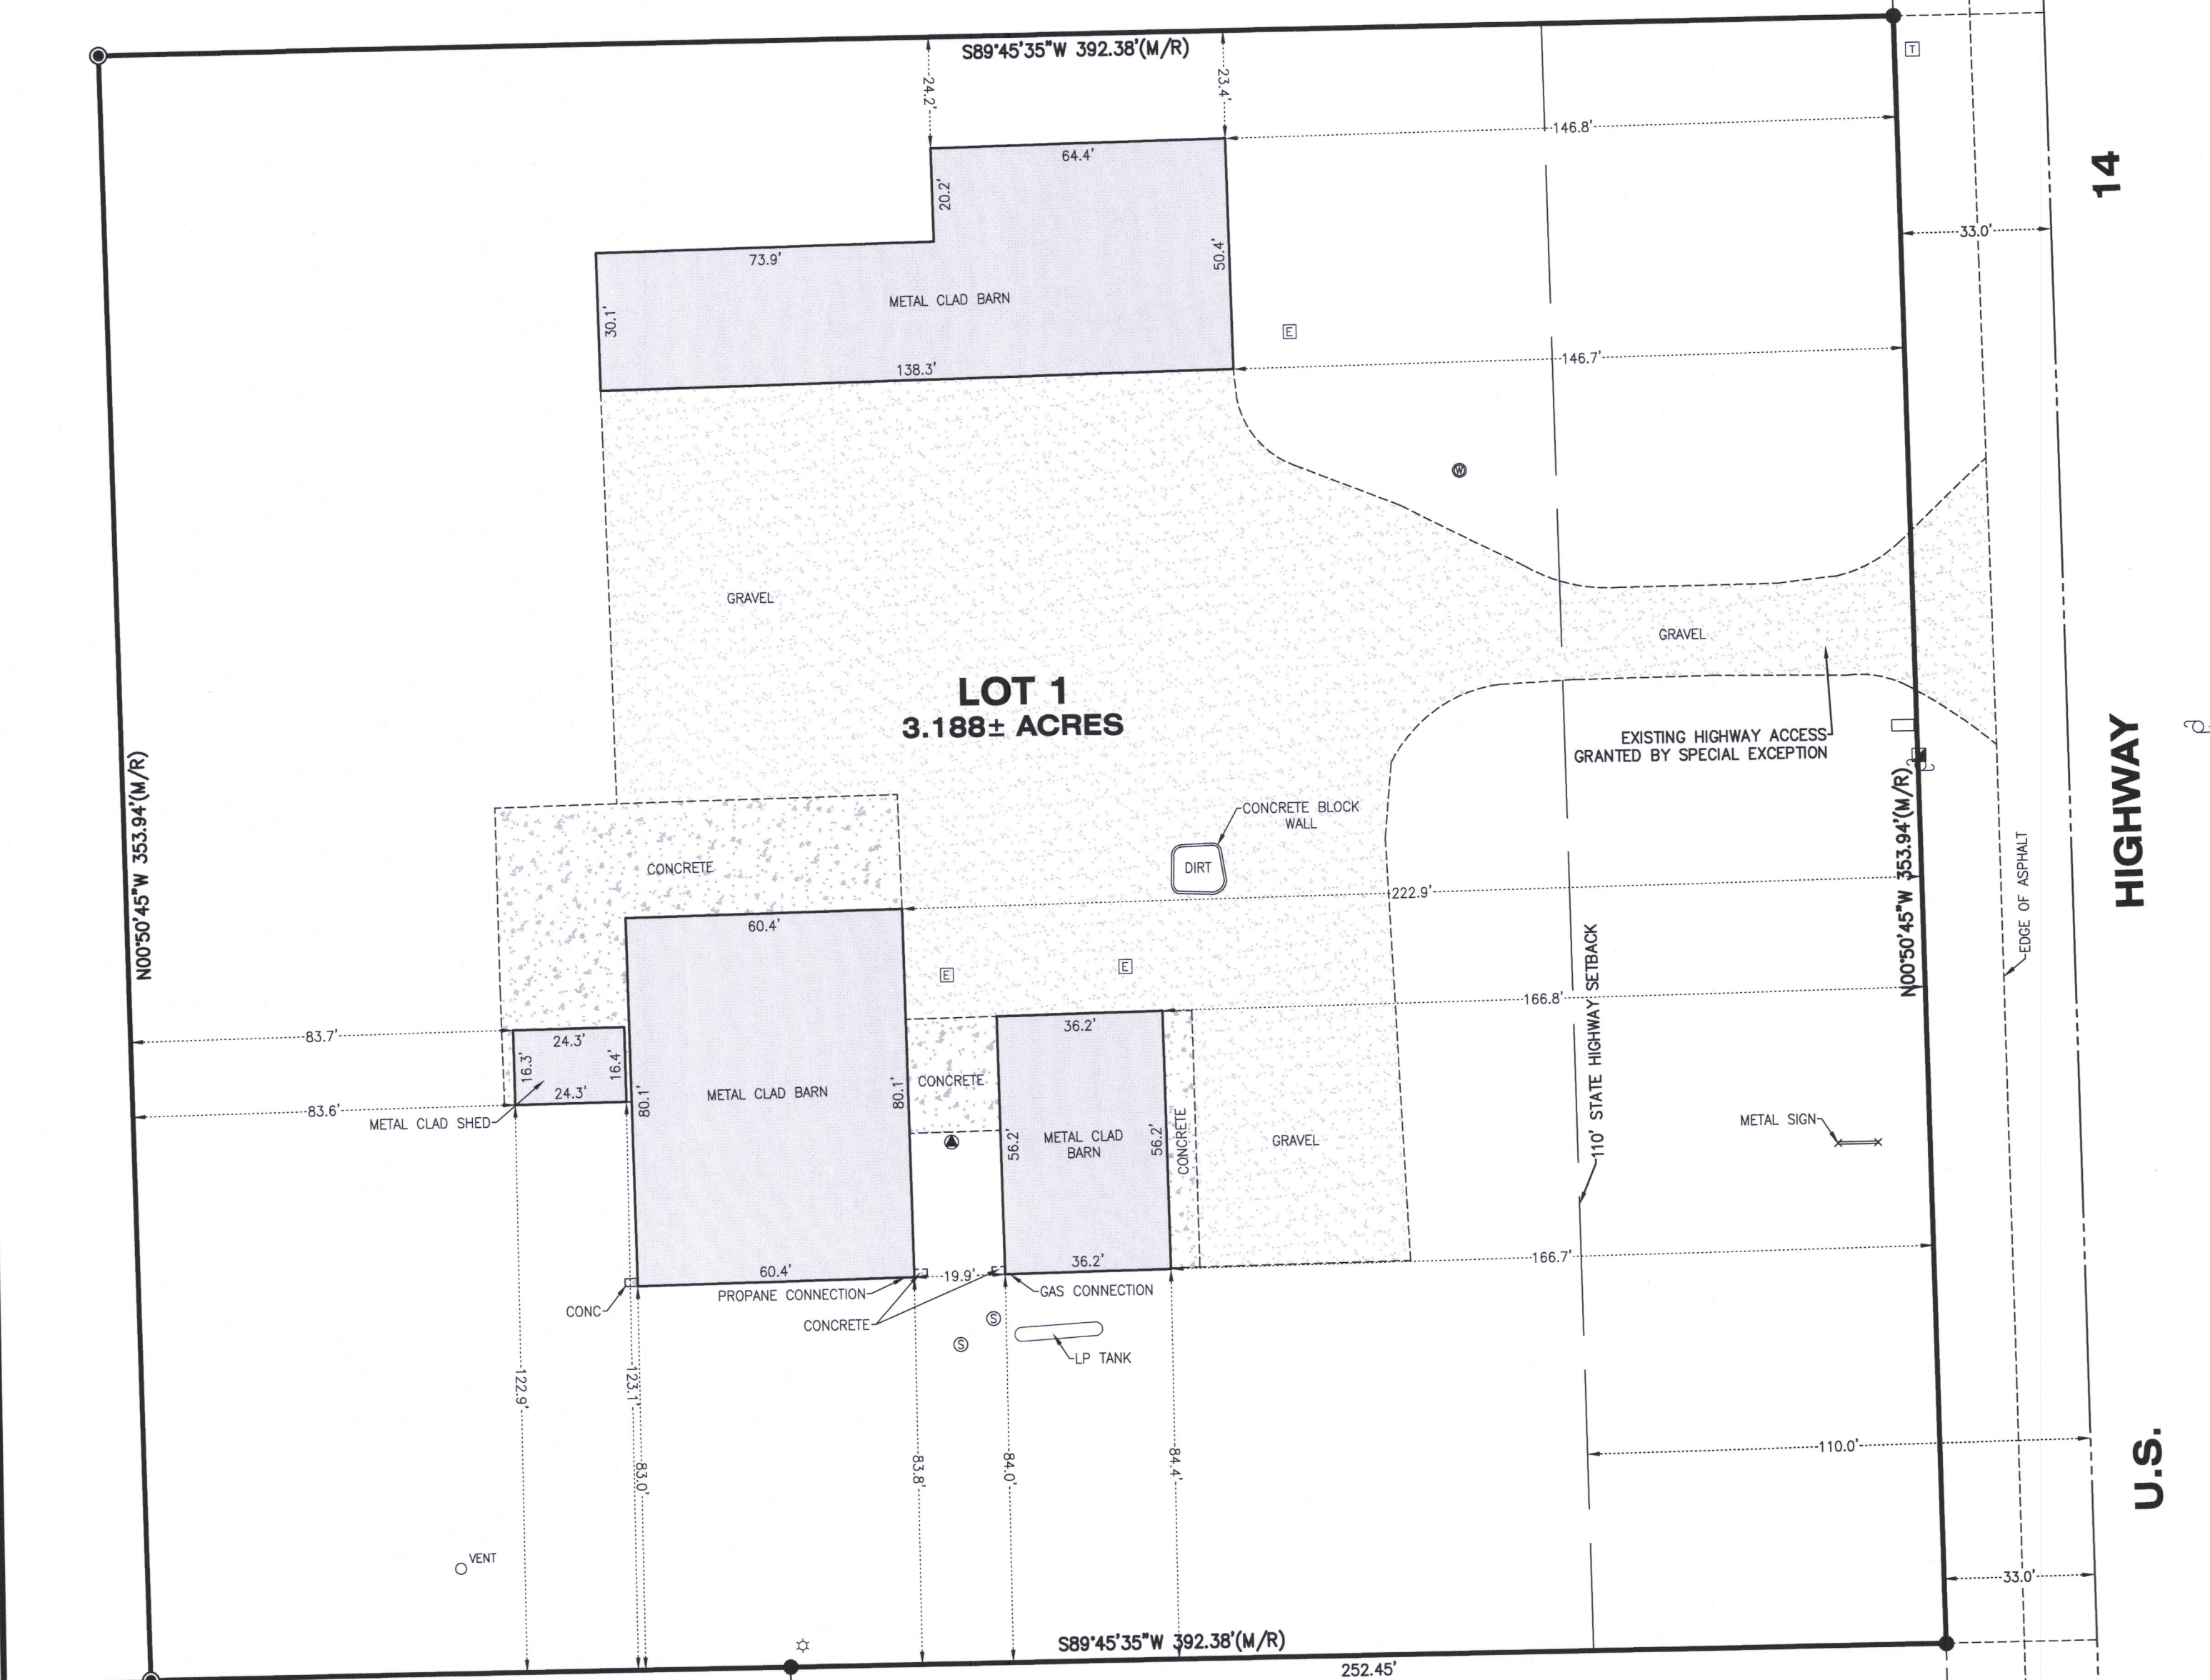 S89°45'35"W 392.38'(M/R)
T
24.2'
23.4'
146.8'
64.4'
14
20.2'
33.0'
73.9'
50.4'
METAL CLAD BARN
30.1'
E
138.3'
146.7'
W
GRAVEL
GRAVEL
LOT 1
3.188± ACRES
EXISTING HIGHWAY ACCESS
GRANTED BY SPECIAL EXCEPTION
N00°50'45"W 353.94'(M/R)
N00°50'45"W 353.94'(M/R)
HIGHWAY
CONCRETE BLOCK
WALL
CONCRETE
DIRT
222.9'
EDGE OF ASPHALT
60.4'
E
E
166.8'
110' STATE HIGHWAY SETBACK
83.7'
24.3'
36.2'
16.3'
16.4'
CONCRETE
80.1'
METAL CLAD BARN
80.1'
24.3'
83.6'
METAL CLAD SHED
METAL SIGN
56.2'
METAL CLAD
BARN
56.2'
CONCRETE
GRAVEL
60.4'
19.9'
36.2'
166.7'
PROPANE CONNECTION
GAS CONNECTION
CONC
CONCRETE
S
S
LP TANK
122.9'
123.1'
83.0'
83.8'
84.0'
84.4'
110.0'
U.S.
VENT
33.0'
S89°45'35"W 392.38'(M/R)
252.45'